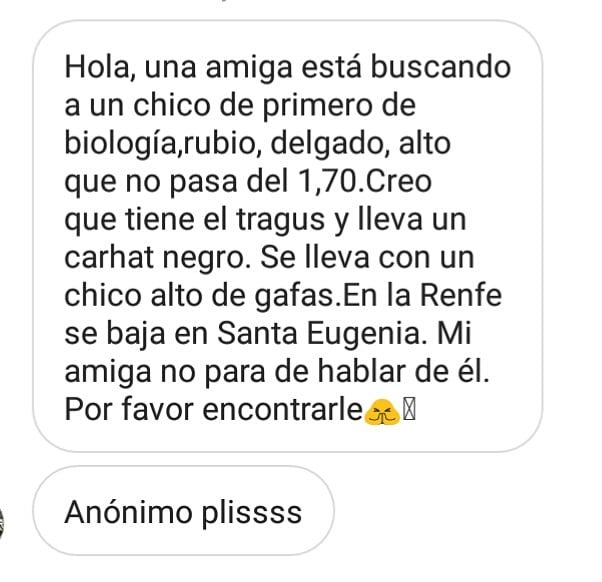 Hola, una amiga está buscando
a un chico de primero de
biología,rubio, delgado, alto
que no pasa del 1,70.Creo
que tiene el tragus y lleva un
carhat negro. Se lleva con un
chico alto de gafas.En la Renfe
se baja en Santa Eugenia. Mi
amiga no para de hablar de él.
Por favor encontrarle🙏
Anónimo plissss